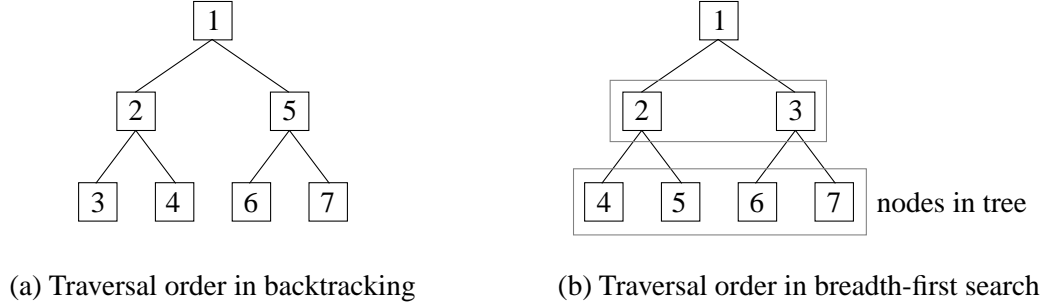 1
2 5
3 4 6 7
(a) Traversal order in backtracking
1
2 3
4 5 6 7 nodes in tree
(b) Traversal order in breadth-first search